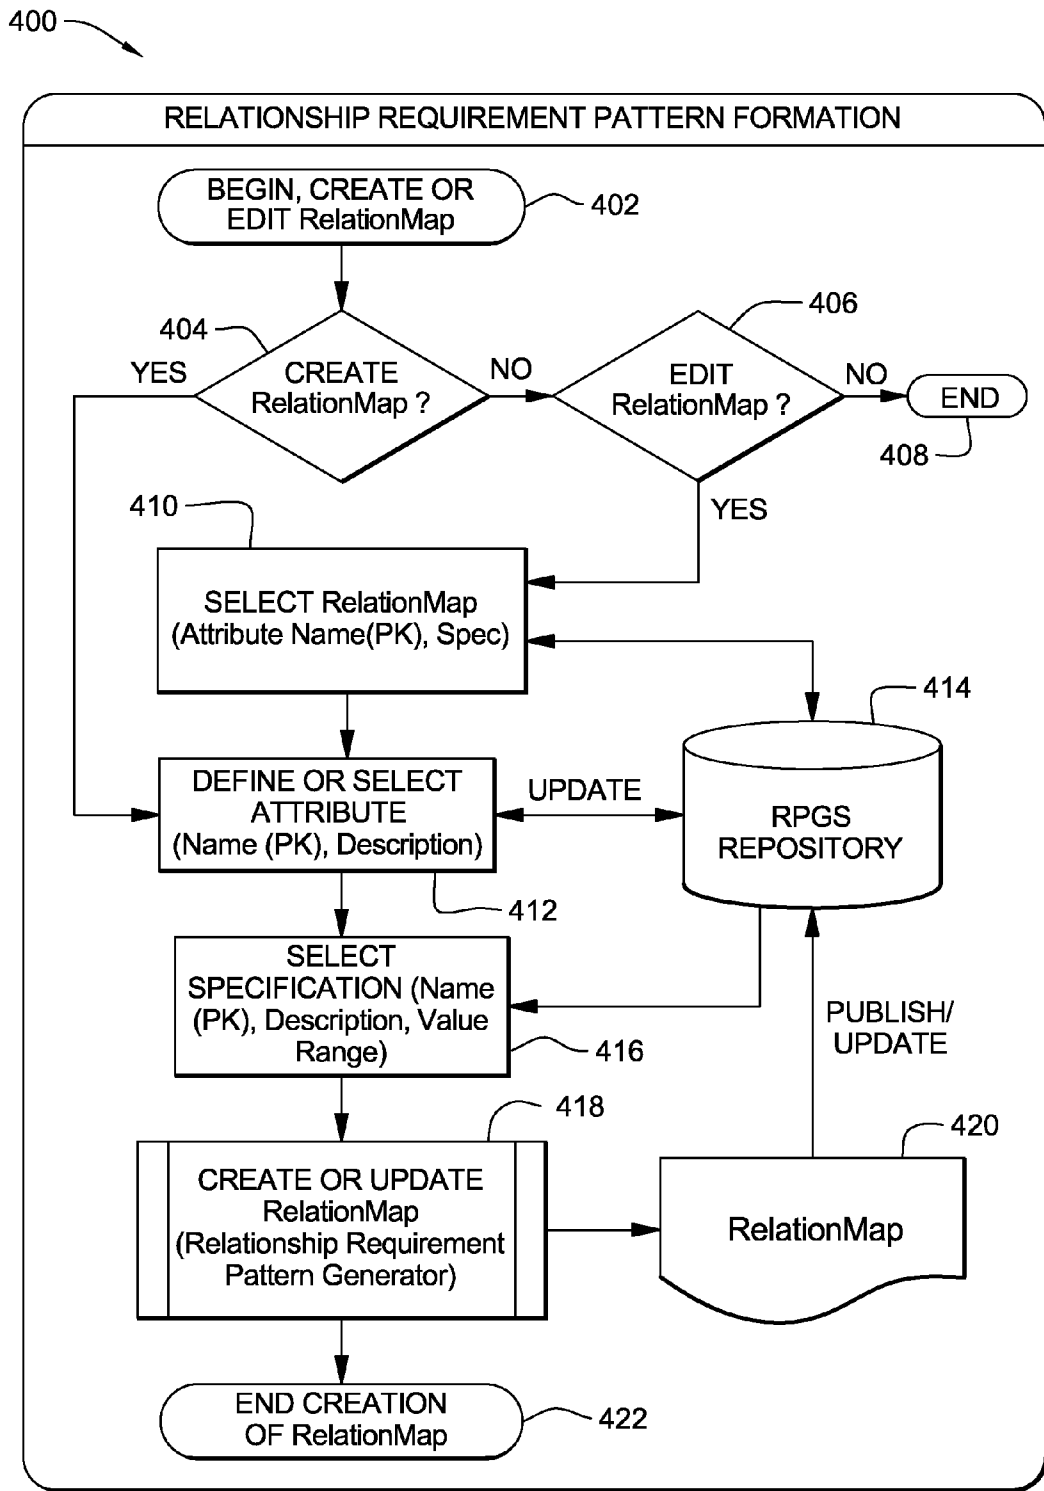 400
RELATIONSHIP REQUIREMENT PATTERN FORMATION
BEGIN, CREATE OR
EDIT RelationMap
402
404
YES
CREATE
RelationMap ?
NO
406
EDIT
RelationMap ?
NO
END
408
YES
410
SELECT RelationMap
(Attribute Name(PK), Spec)
414
DEFINE OR SELECT
ATTRIBUTE
(Name (PK), Description)
UPDATE
RPGS
REPOSITORY
412
SELECT
SPECIFICATION (Name
(PK), Description, Value
Range)
416
PUBLISH/
UPDATE
418
CREATE OR UPDATE
RelationMap
(Relationship Requirement
Pattern Generator)
420
RelationMap
END CREATION
OF RelationMap
422